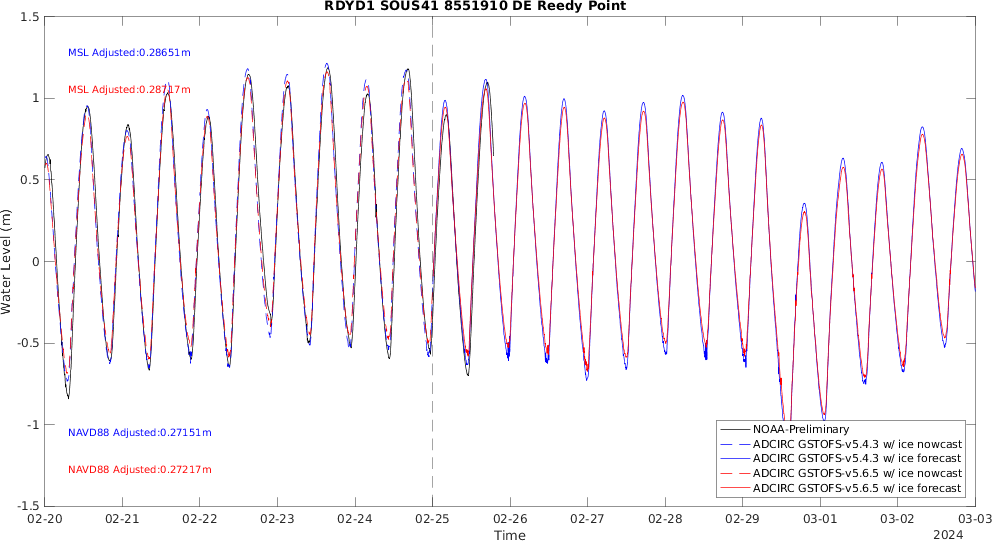 RDYD1 SOUS41 8551910 DE Reedy Point
1.5
1
0.5
0
-0.5
-1
-1.5
Water Level (m)
MSL Adjusted:0.28651m
MSL Adjusted:0.28717m
NAVD88 Adjusted:0.27151m
NAVD88 Adjusted:0.27217m
NOAA-Preliminary
ADCIRC GSTOFS-v5.4.3 w/ ice nowcast
ADCIRC GSTOFS-v5.4.3 w/ ice forecast
ADCIRC GSTOFS-v5.6.5 w/ ice nowcast
ADCIRC GSTOFS-v5.6.5 w/ ice forecast
02-20 02-21 02-22 02-23 02-24 02-25 02-26 02-27 02-28 02-29 03-01 03-02 03-03
Time
2024